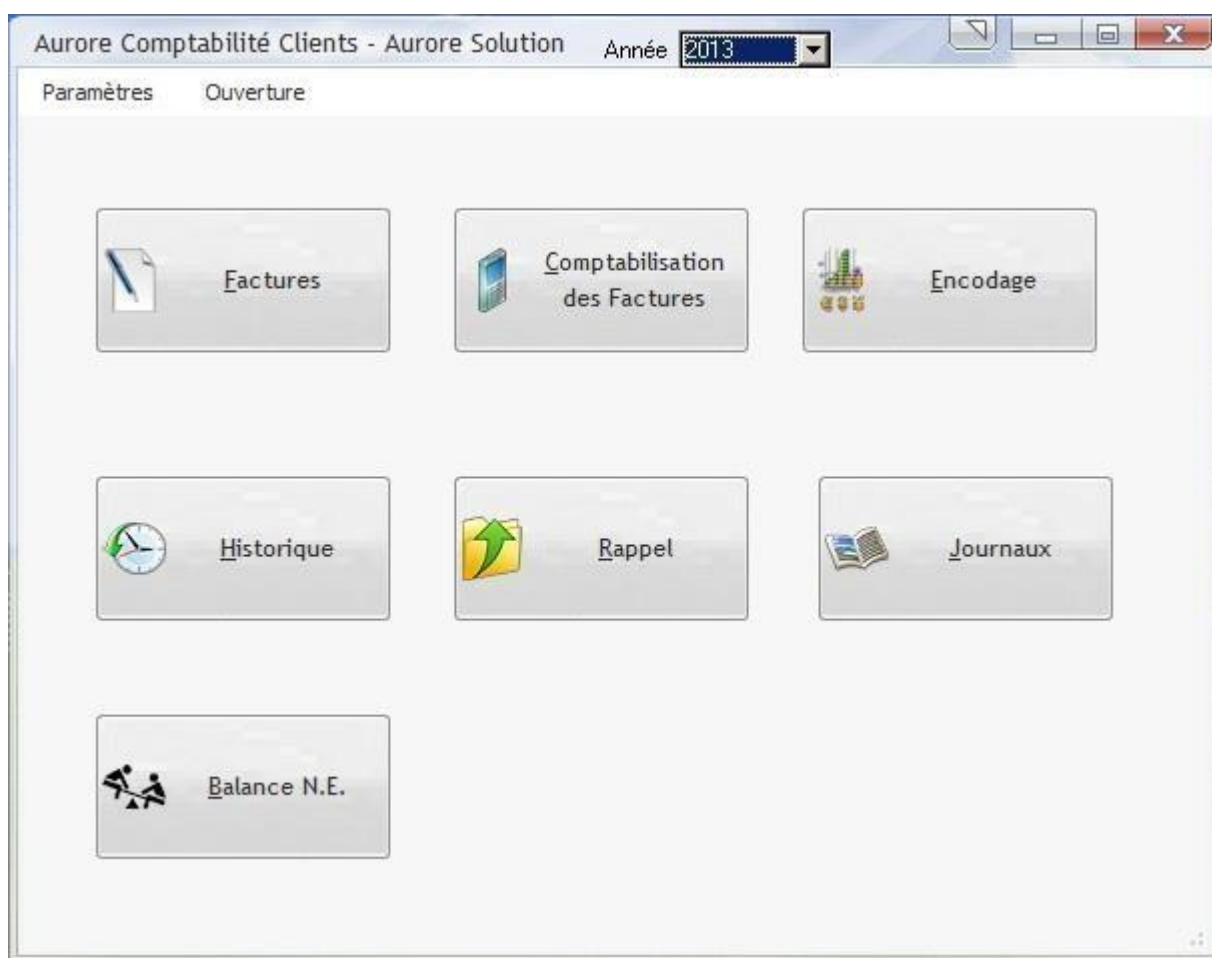 Aurore Comptabilité Clients - Aurore Solution Année 2013
Paramètres Ouverture
Factures
Comptabilisation
des Factures
Encodage
Historique
Rappel
Journaux
Balance N.E.